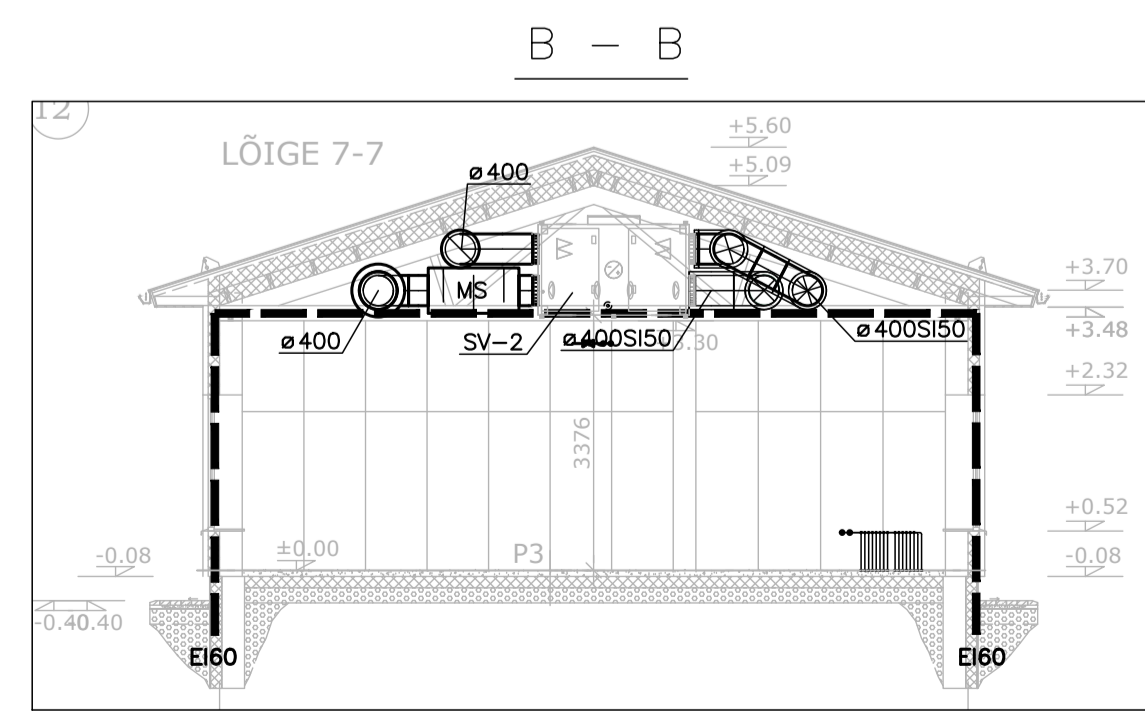 B – B
12
LÕIGE 7-7
+5.60
+5.09
ø400
+3.70
MS
ø400
SV-2
ø400SI50
ø400SI50
+3.48
+2.32
3376
+0.52
-0.08
±0.00
P3
-0.08
-0.40
EI60
EI60